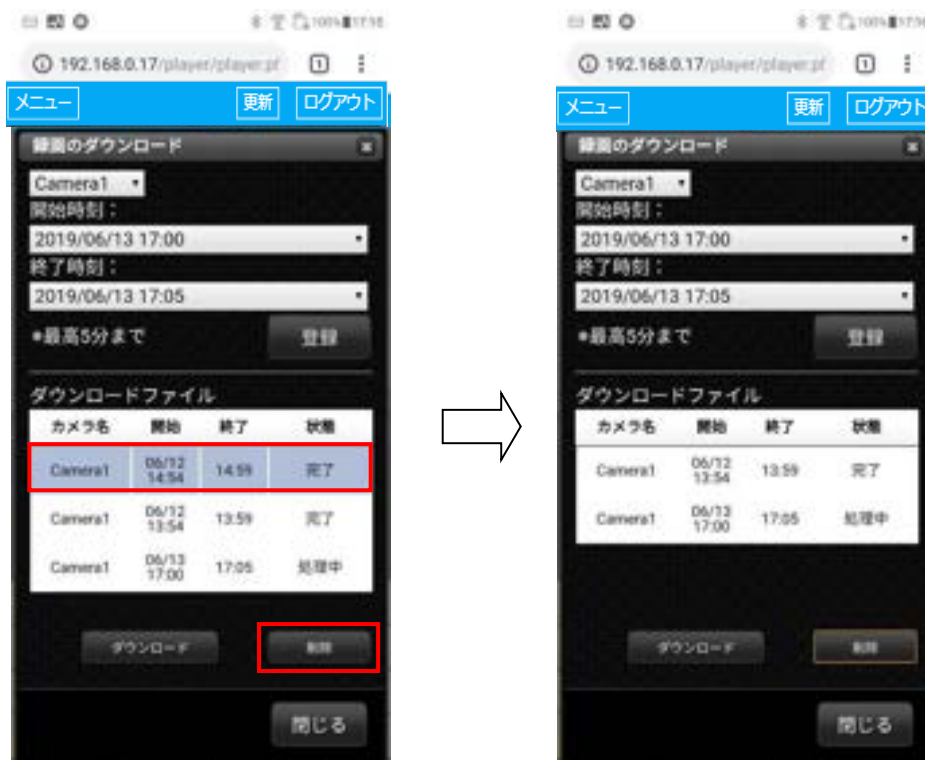 100% 17:56
192.168.0.17/player/player.p
1
メニュー 更新 ログアウト
録画のダウンロード
Camera1
開始時刻：
2019/06/13 17:00
終了時刻：
2019/06/13 17:05
*最高5分まで 登録
ダウンロードファイル
カメラ名 開始 終了 状態
Camera1 06/12 14:54 14:59 完了
Camera1 06/12 13:54 13:59 完了
Camera1 06/13 17:00 17:05 処理中
ダウンロード 削除
閉じる
100% 17:56
192.168.0.17/player/player.p
1
メニュー 更新 ログアウト
録画のダウンロード
Camera1
開始時刻：
2019/06/13 17:00
終了時刻：
2019/06/13 17:05
*最高5分まで 登録
ダウンロードファイル
カメラ名 開始 終了 状態
Camera1 06/12 13:54 13:59 完了
Camera1 06/13 17:00 17:05 処理中
ダウンロード 削除
閉じる